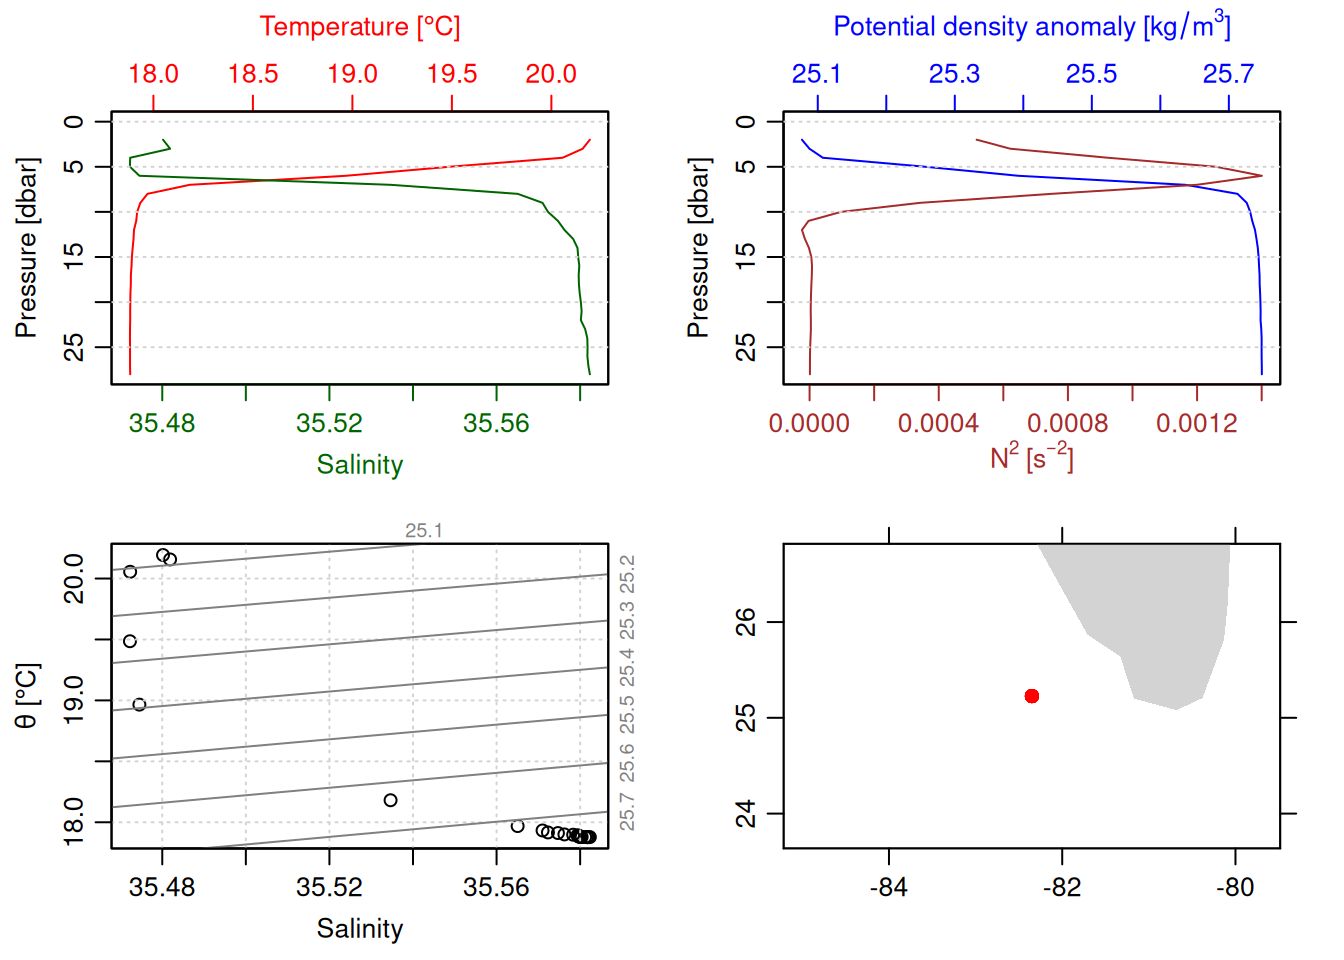 Temperature [°C]
18.0 18.5 19.0 19.5 20.0
Pressure [dbar]
0
5
15
25
35.48 35.52 35.56
Salinity
Potential density anomaly [kg/m³]
25.1 25.3 25.5 25.7
Pressure [dbar]
0
5
15
25
0.0000 0.0004 0.0008 0.0012
N² [s⁻²]
25.1
θ [°C]
20.0
19.0
18.0
25.2
25.3
25.4
25.5
25.6
25.7
35.48 35.52 35.56
Salinity
26
25
24
-84 -82 -80